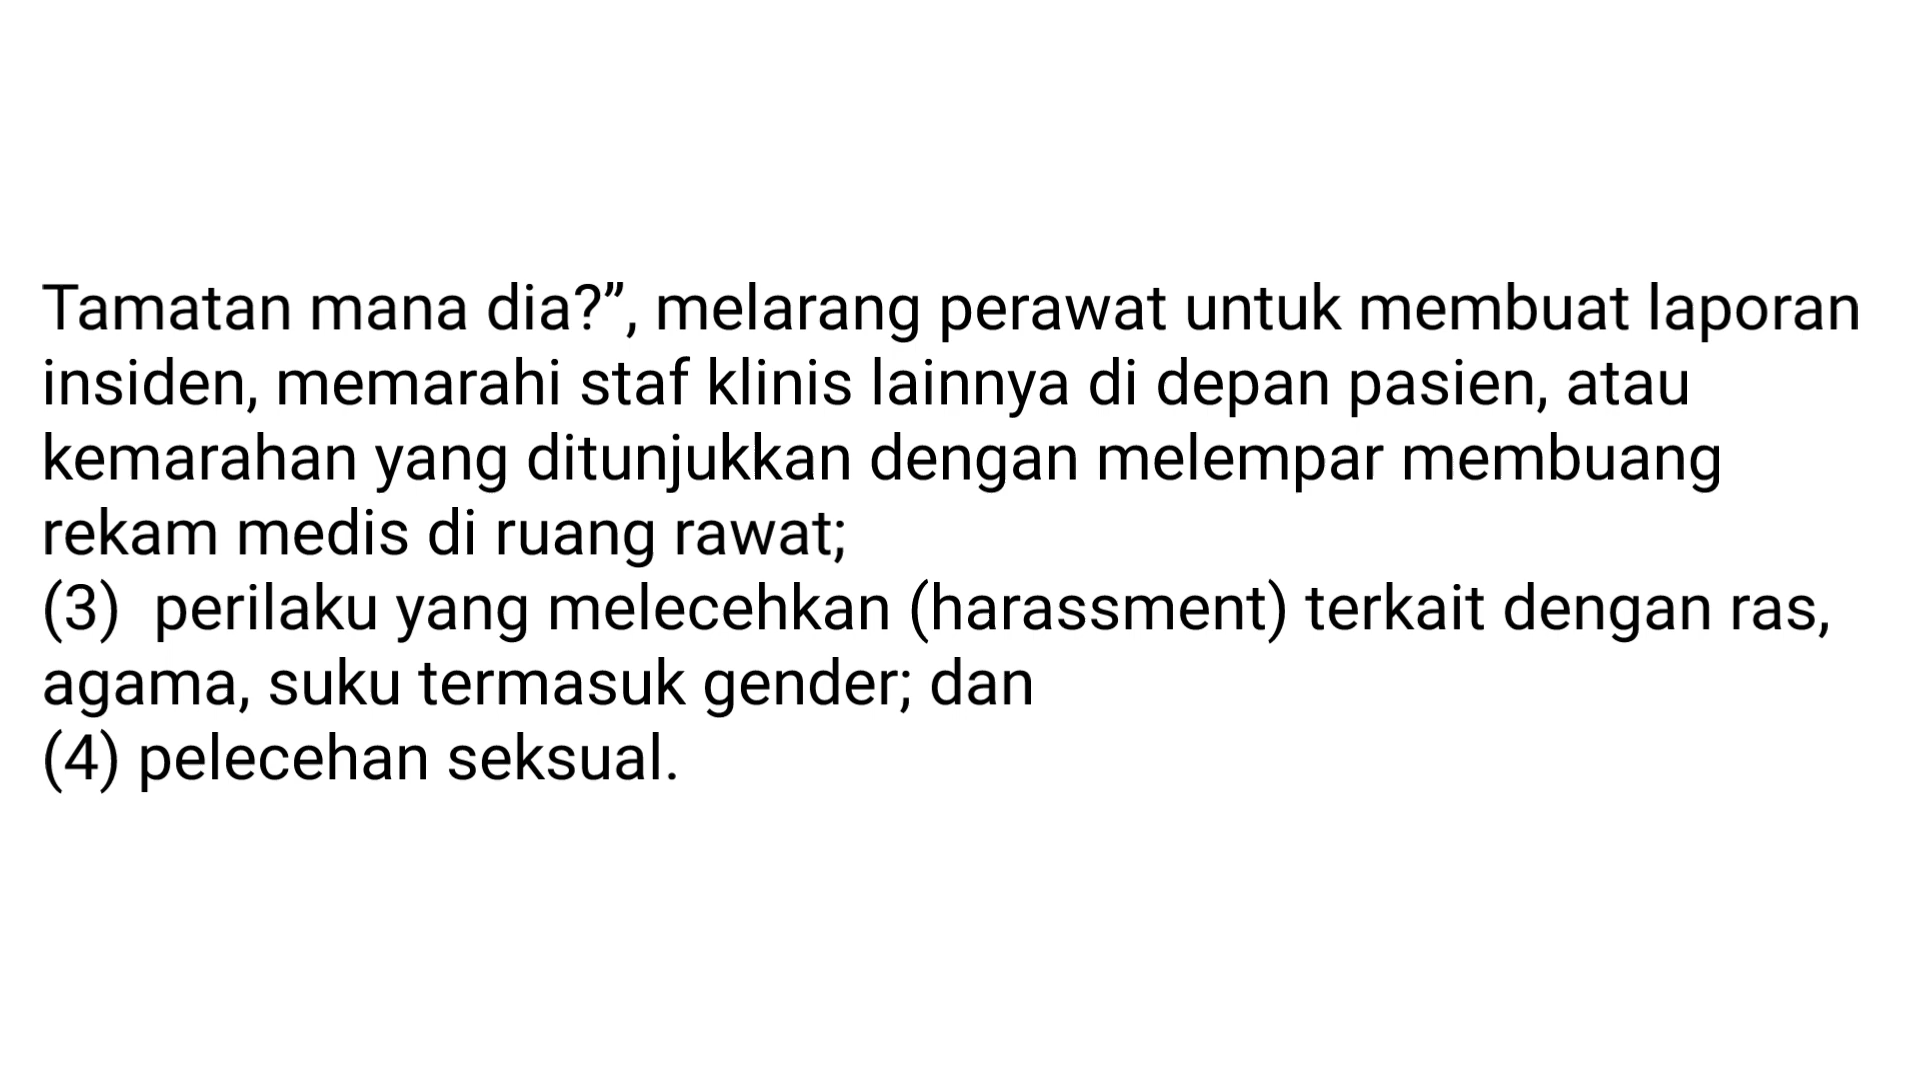 Tamatan mana dia?”, melarang perawat untuk membuat laporan
insiden, memarahi staf klinis lainnya di depan pasien, atau
kemarahan yang ditunjukkan dengan melempar membuang
rekam medis di ruang rawat;
(3)  perilaku yang melecehkan (harassment) terkait dengan ras,
agama, suku termasuk gender; dan
(4) pelecehan seksual.